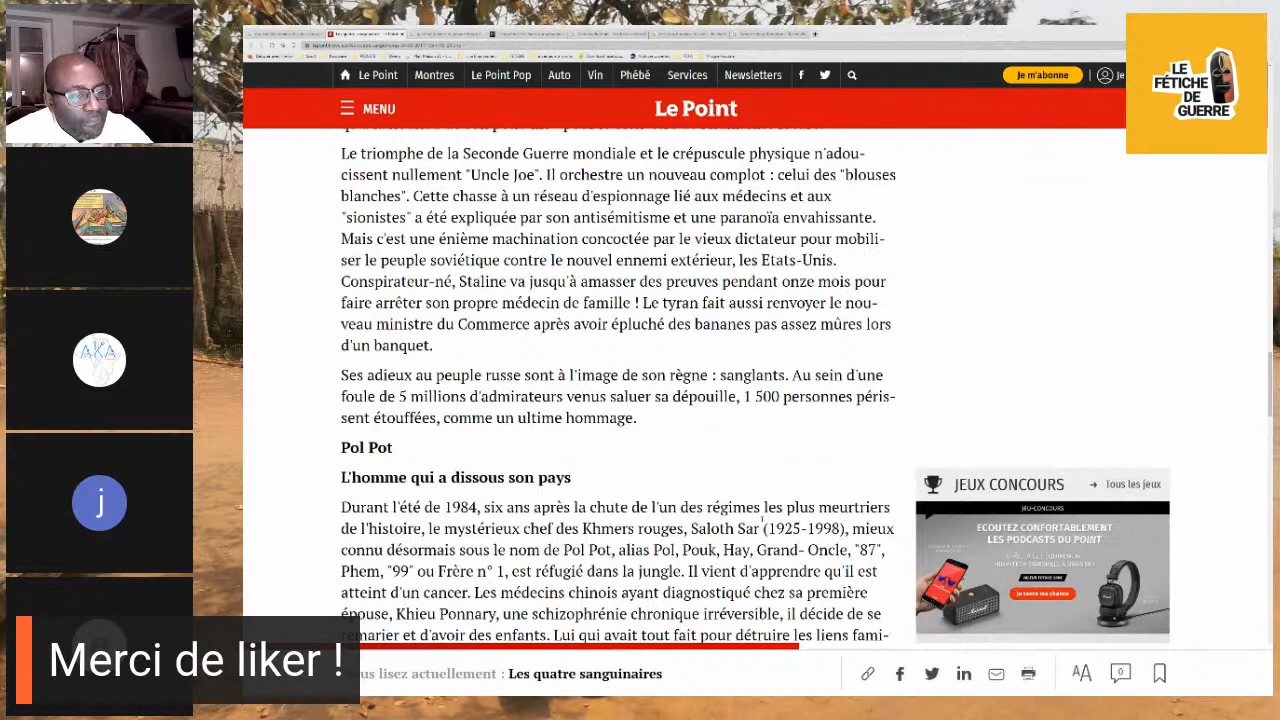 Le Point
Montres
Le Point Pop
Auto
Vin
Phébé
Services
Newsletters
Je m'abonne
Je
MENU
Le Point
LE
FÉTICHE
DE
GUERRE
Le triomphe de la Seconde Guerre mondiale et le crépuscule physique n'adou-
cissent nullement "Uncle Joe". Il orchestre un nouveau complot : celui des "blouses
blanches". Cette chasse à un réseau d'espionnage lié aux médecins et aux
"sionistes" a été expliquée par son antisémitisme et une paranoïa envahissante.
Mais c'est une énième machination concoctée par le vieux dictateur pour mobili-
ser le peuple soviétique contre le nouvel ennemi extérieur, les Etats-Unis.
Conspirateur-né, Staline va jusqu'à amasser des preuves pendant onze mois pour
faire arrêter son propre médecin de famille ! Le tyran fait aussi renvoyer le nou-
veau ministre du Commerce après avoir épluché des bananes pas assez mûres lors
d'un banquet.
Ses adieux au peuple russe sont à l'image de son règne : sanglants. Au sein d'une
foule de 5 millions d'admirateurs venus saluer sa dépouille, 1 500 personnes péris-
sent étouffées, comme un ultime hommage.
Pol Pot
L'homme qui a dissous son pays
Durant l'été de 1984, six ans après la chute de l'un des régimes les plus meurtriers
de l'histoire, le mystérieux chef des Khmers rouges, Saloth Sar (1925-1998), mieux
connu désormais sous le nom de Pol Pot, alias Pol, Pouk, Hay, Grand- Oncle, "87",
Phem, "99" ou Frère n° 1, est réfugié dans la jungle. Il vient d'apprendre qu'il est
atteint d'un cancer. Les médecins chinois ayant diagnostiqué chez sa première
épouse, Khieu Ponnary, une schizophrénie chronique irréversible, il décide de se
remarier et d'avoir des enfants. Lui qui avait tout fait pour détruire les liens fami-
JEUX CONCOURS
Tous les jeux
JEU-CONCOURS
ECOUTEZ CONFORTABLEMENT
LES PODCASTS DU POINT
Je tente ma chance
AKA
j
Merci de liker !
lisez actuellement : Les quatre sanguinaires
AA
0